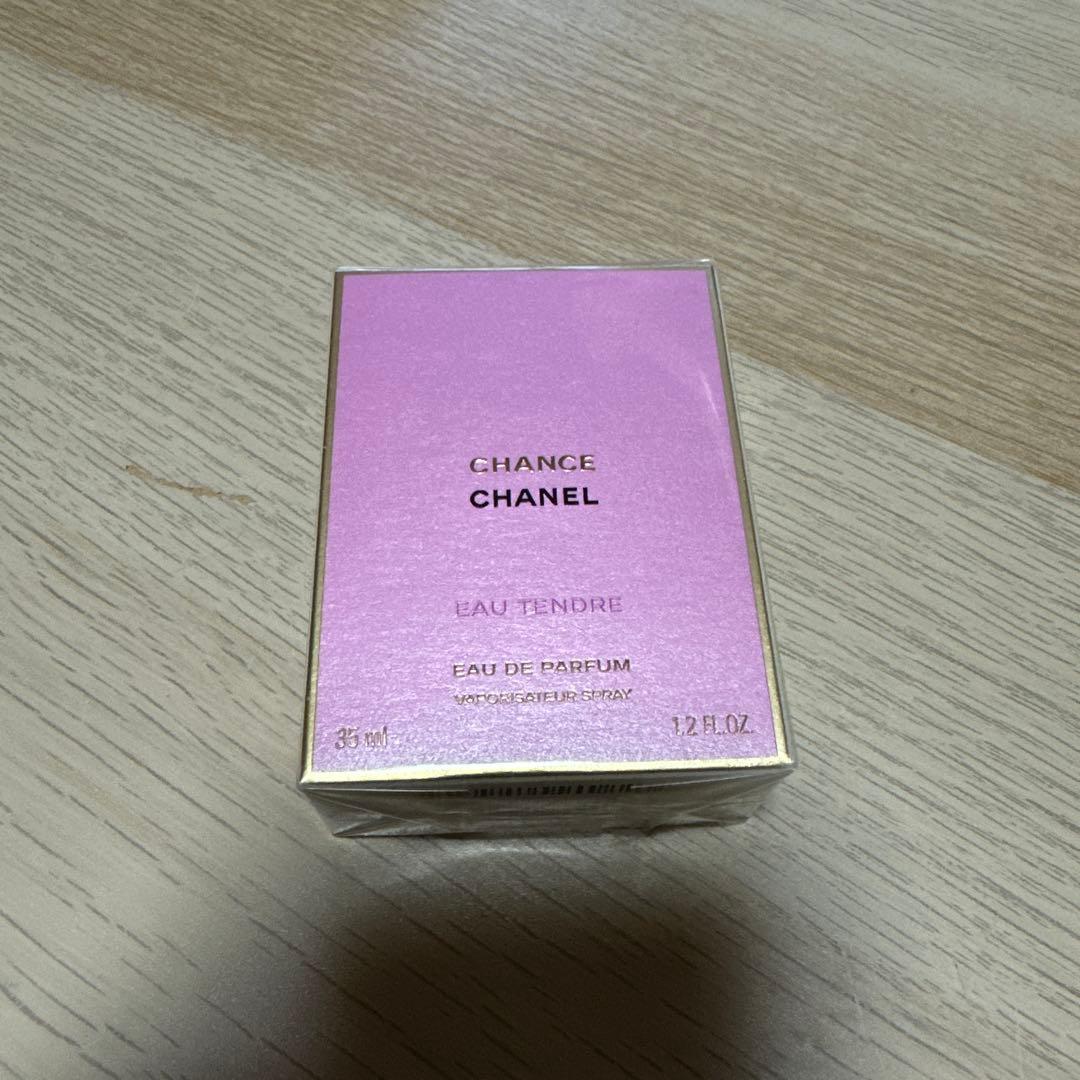 CHANCE
CHANEL
EAU TENDRE
EAU DE PARFUM
VAPORISATEUR SPRAY
35 ml
1.2 FL.OZ.